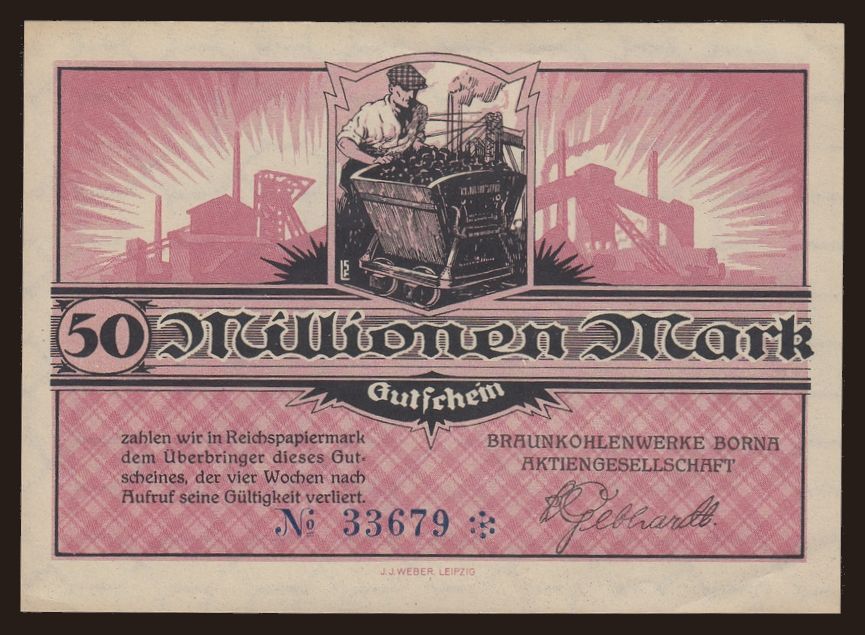 50 Millionen Mark
Gutschein
zahlen wir in Reichspapiermark
dem Überbringer dieses Gut-
scheines, der vier Wochen nach
Aufruf seine Gültigkeit verliert.
BRAUNKOHLENWERKE BORNA
AKTIENGESELLSCHAFT
Gebhardt.
№ 33679
J. J. WEBER, LEIPZIG